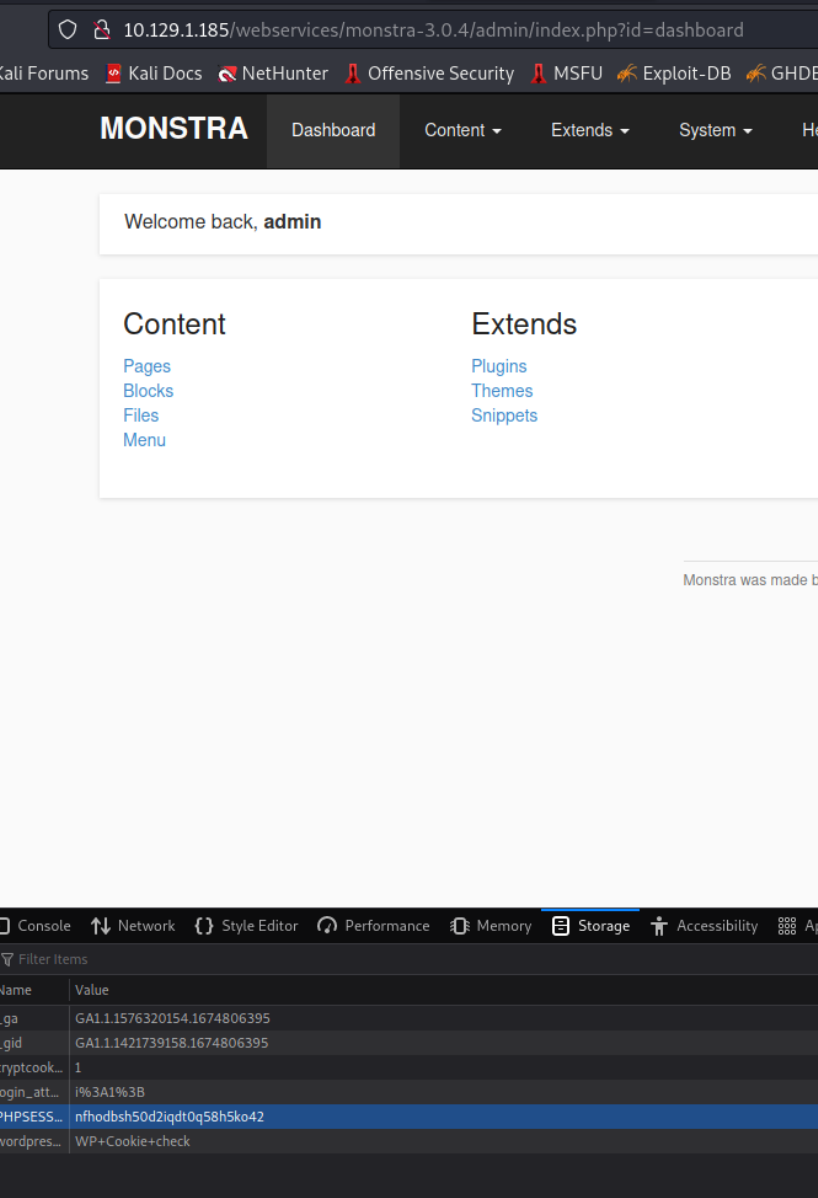 10.129.1.185/webservices/monstra-3.0.4/admin/index.php?id=dashboard
Kali Forums Kali Docs NetHunter Offensive Security MSFU Exploit-DB GHDB
MONSTRA Dashboard Content Extends System He
Welcome back, admin
Content Extends
Pages Plugins
Blocks Themes
Files Snippets
Menu
Monstra was made b
Console Network Style Editor Performance Memory Storage Accessibility Ap
Filter Items
Name Value
_ga GA1.1.1576320154.1674806395
_gid GA1.1.1421739158.1674806395
cryptcook... 1
login_att... i%3A1%3B
PHPSESS... nfhodbsh50d2iqdt0q58h5ko42
wordpres... WP+Cookie+check